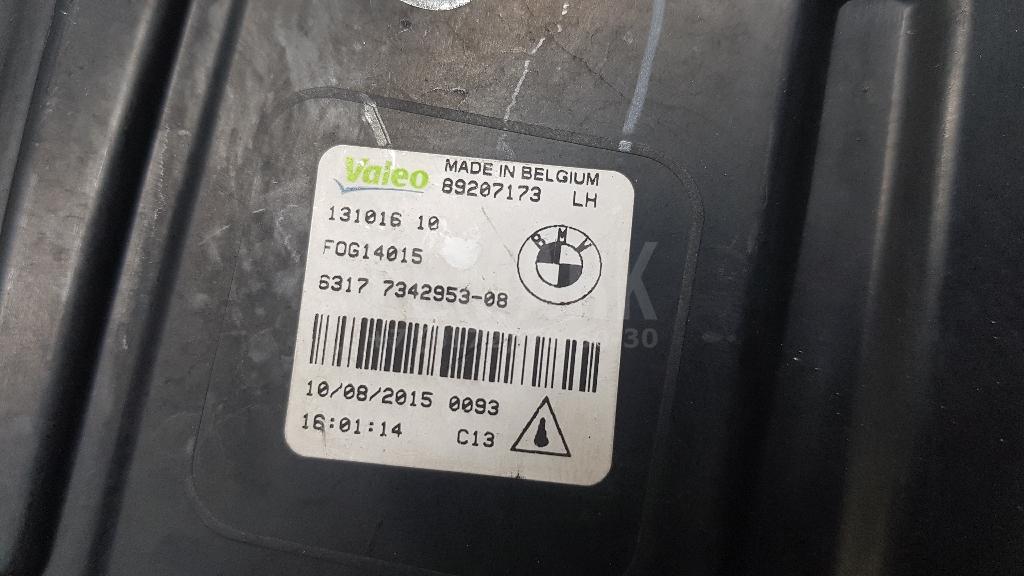 Valeo MADE IN BELGIUM
89207173 LH
131016 10
FOG14015
BMW
6317 7342953-08
10/08/2015 0093
16:01:14 C13